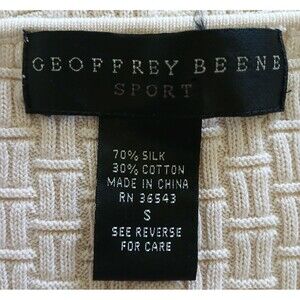 GEOFFREY BEENE
SPORT
70% SILK
30% COTTON
MADE IN CHINA
RN 36543
S
SEE REVERSE
FOR CARE